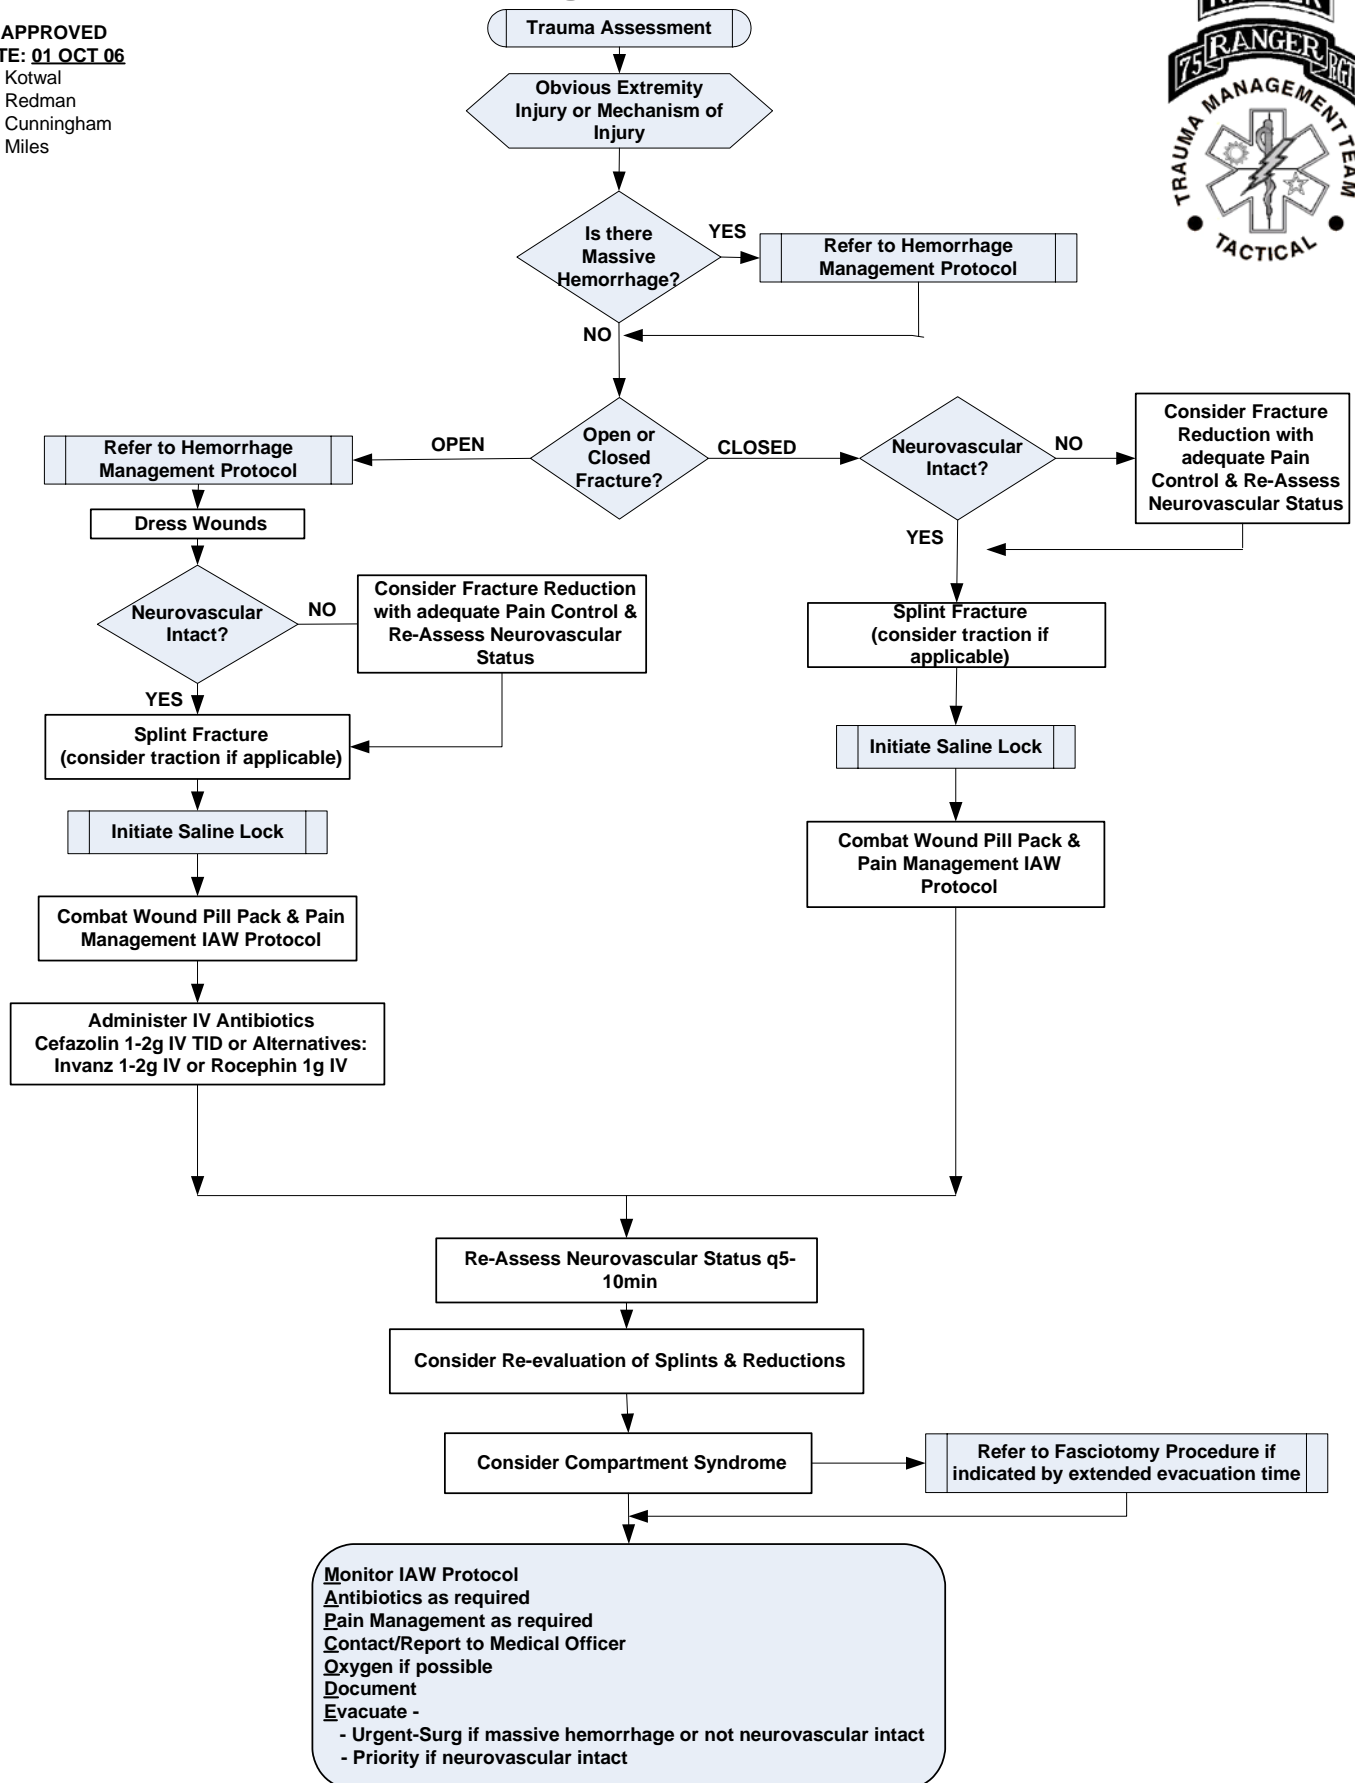 APPROVED
TE: 01 OCT 06
Kotwal
Redman
Cunningham
Miles
Trauma Assessment
RANGER
75 RANGER RGT
TRAUMA MANAGEMENT TEAM
TACTICAL
Obvious Extremity
Injury or Mechanism of
Injury
Is there
Massive
Hemorrhage?
YES
Refer to Hemorrhage
Management Protocol
NO
Open or
Closed
Fracture?
OPEN
CLOSED
Refer to Hemorrhage
Management Protocol
Dress Wounds
Neurovascular
Intact?
NO
Consider Fracture Reduction
with adequate Pain Control &
Re-Assess Neurovascular
Status
YES
Splint Fracture
(consider traction if applicable)
Initiate Saline Lock
Combat Wound Pill Pack & Pain
Management IAW Protocol
Administer IV Antibiotics
Cefazolin 1-2g IV TID or Alternatives:
Invanz 1-2g IV or Rocephin 1g IV
Neurovascular
Intact?
NO
Consider Fracture
Reduction with
adequate Pain
Control & Re-Assess
Neurovascular Status
YES
Splint Fracture
(consider traction if
applicable)
Initiate Saline Lock
Combat Wound Pill Pack &
Pain Management IAW
Protocol
Re-Assess Neurovascular Status q5-
10min
Consider Re-evaluation of Splints & Reductions
Consider Compartment Syndrome
Refer to Fasciotomy Procedure if
indicated by extended evacuation time
Monitor IAW Protocol
Antibiotics as required
Pain Management as required
Contact/Report to Medical Officer
Oxygen if possible
Document
Evacuate -
- Urgent-Surg if massive hemorrhage or not neurovascular intact
- Priority if neurovascular intact